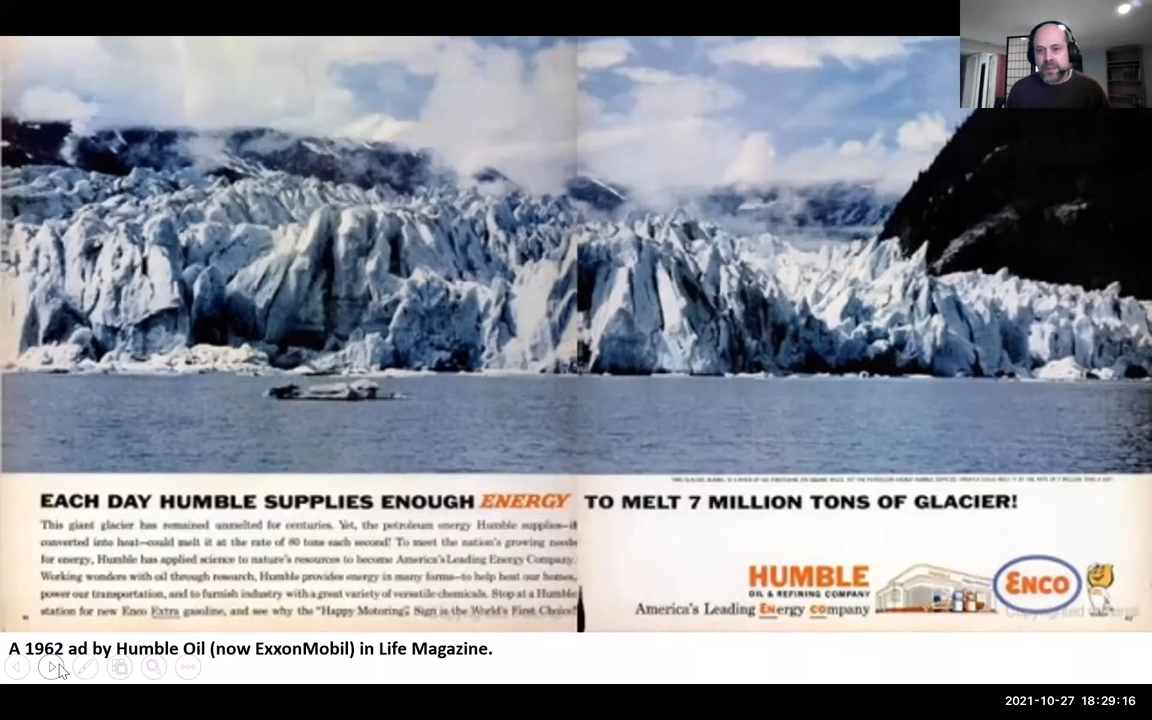 EACH DAY HUMBLE SUPPLIES ENOUGH ENERGY TO MELT 7 MILLION TONS OF GLACIER!
This giant glacier has remained unmelted for centuries. Yet, the petroleum energy Humble supplies—if
converted into heat—could melt it at the rate of 80 tons each second! To meet the nation's growing needs
for energy, Humble has applied science to nature's resources to become America's Leading Energy Company.
Working wonders with oil through research, Humble provides energy in many forms—to help heat our homes,
power our transportation, and to furnish industry with a great variety of versatile chemicals. Stop at a Humble
station for new Enco Extra gasoline, and see why the "Happy Motoring" Sign is the World's First Choice!
HUMBLE
OIL & REFINING COMPANY
America's Leading ENergy COmpany
ENCO
A 1962 ad by Humble Oil (now ExxonMobil) in Life Magazine.
2021-10-27 18:29:16